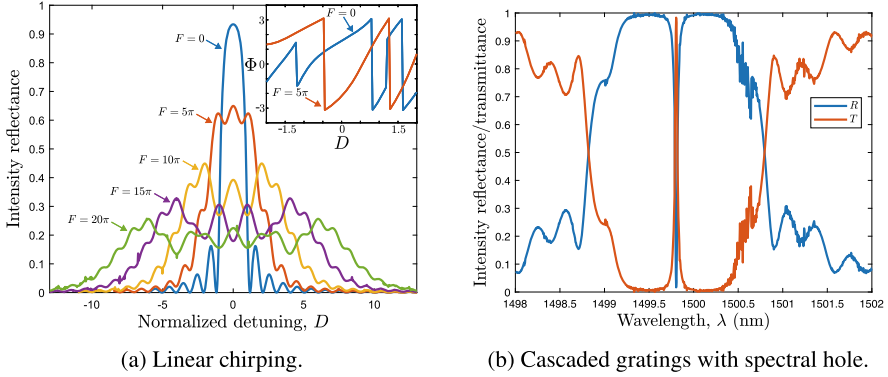 (a)
1
0.9
0.8
0.7
0.6
0.5
0.4
0.3
0.2
0.1
0
Intensity reflectance
F = 0
F = 5π
F = 10π
F = 15π
F = 20π
-10
-5
0
5
10
Normalized detuning, D
3
0
-3
Φ
F = 0
F = 5π
-1.5
0
1.5
D
(a) Linear chirping.
(b)
1
0.9
0.8
0.7
0.6
0.5
0.4
0.3
0.2
0.1
0
Intensity reflectance/transmittance
R
T
1498
1498.5
1499
1499.5
1500
1500.5
1501
1501.5
1502
Wavelength, λ (nm)
(b) Cascaded gratings with spectral hole.